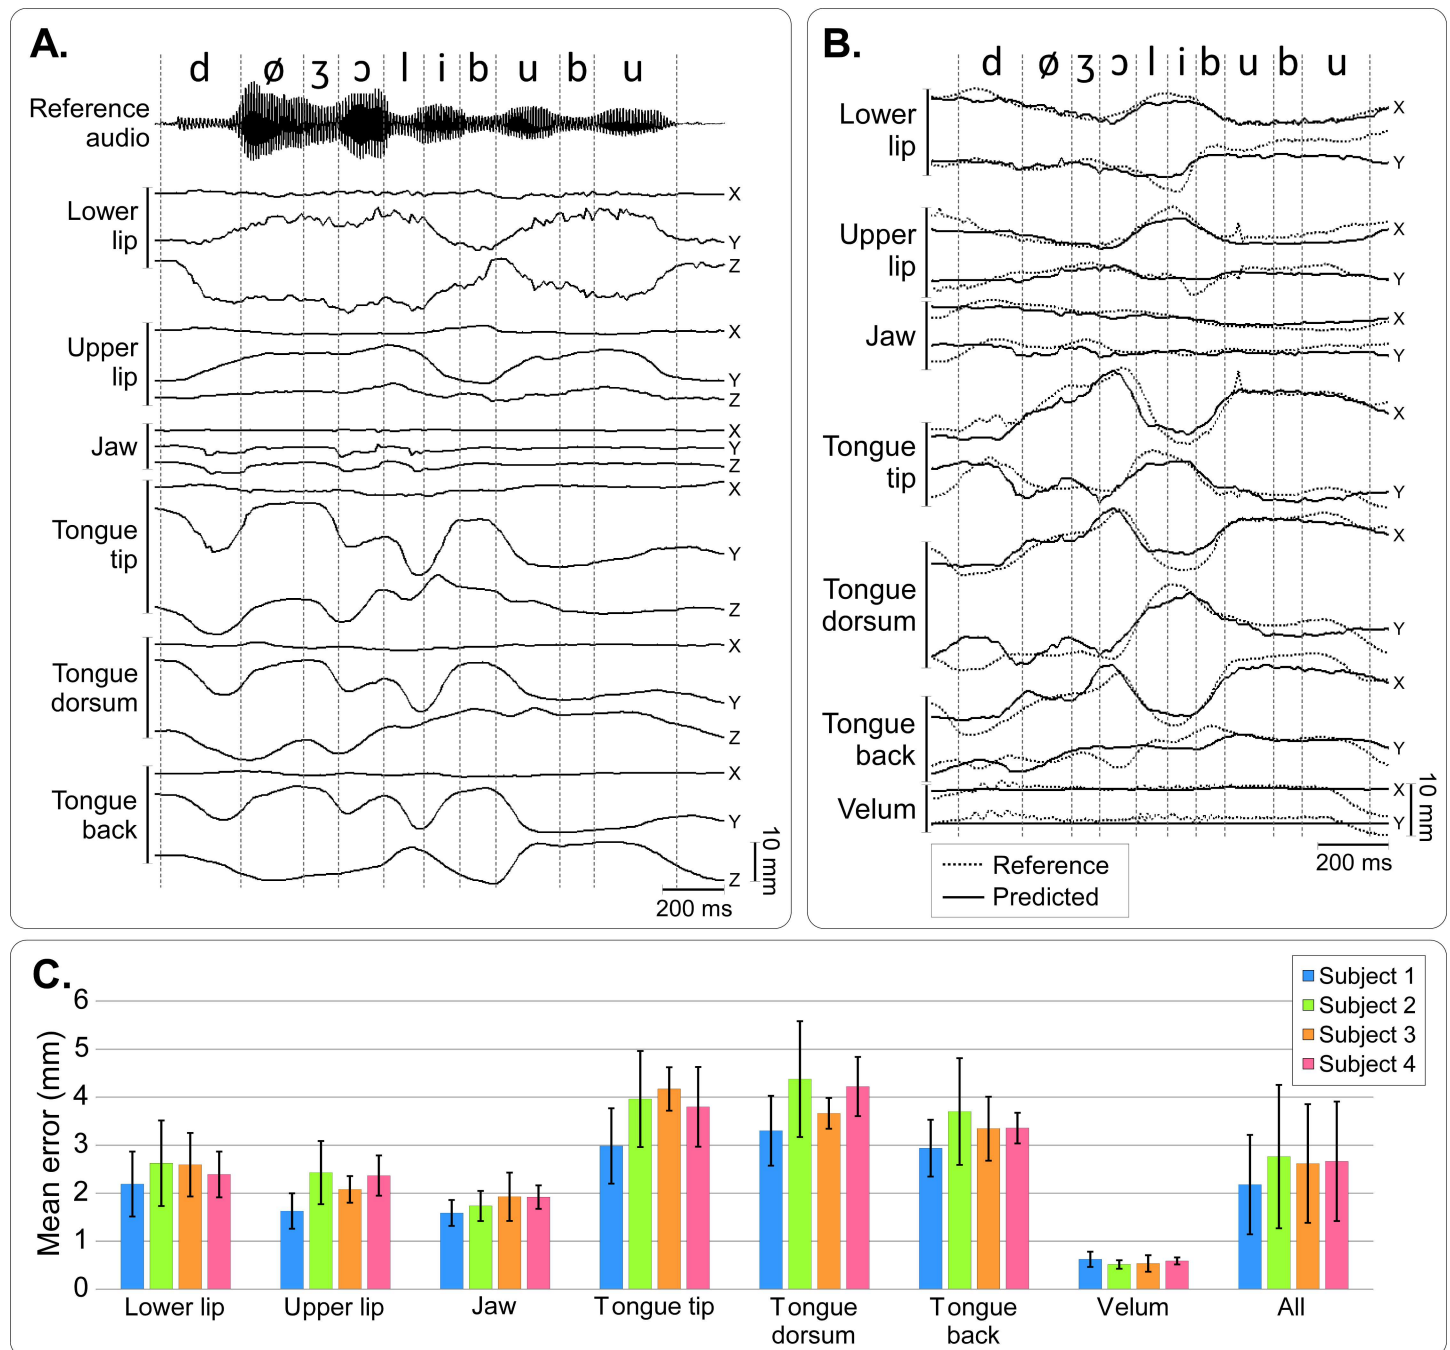 A.
d ø ʒ ɔ l i b u b u
Reference
audio
Lower
lip
X
Y
Z
Upper
lip
X
Y
Z
Jaw
X
Y
Z
Tongue
tip
X
Y
Z
Tongue
dorsum
X
Y
Z
Tongue
back
X
Y
Z
10 mm
200 ms
B.
d ø ʒ ɔ l i b u b u
Lower
lip
X
Y
Upper
lip
X
Y
Jaw
X
Y
Tongue
tip
X
Y
Tongue
dorsum
X
Y
Tongue
back
X
Y
Velum
X
Y
10 mm
200 ms
Reference
Predicted
C.
Subject 1
Subject 2
Subject 3
Subject 4
Mean error (mm)
6
5
4
3
2
1
0
Lower lip Upper lip Jaw Tongue tip Tongue dorsum Tongue back Velum All